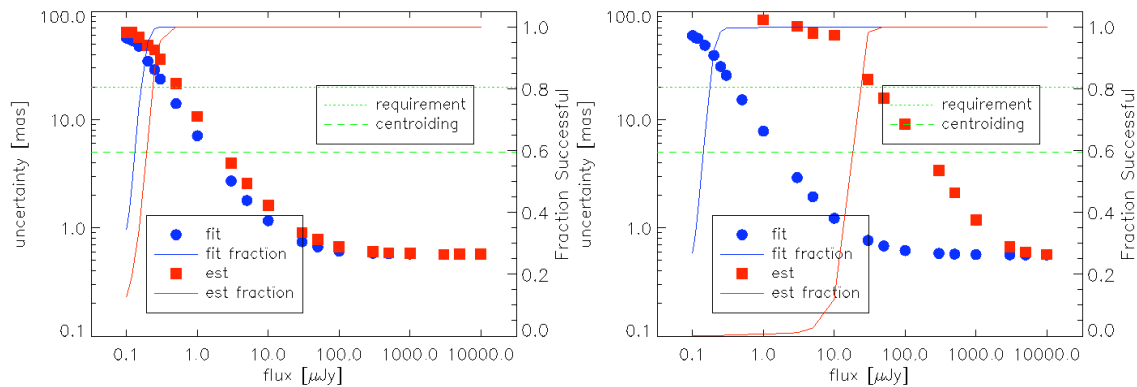 100.0
10.0
1.0
0.1
uncertainty [mas]
1.0
0.8
0.6
0.4
0.2
0.0
Fraction Successful
requirement
centroiding
fit
fit fraction
est
est fraction
0.1 1.0 10.0 100.0 1000.0 10000.0
flux [μJy]
100.0
10.0
1.0
0.1
uncertainty [mas]
1.0
0.8
0.6
0.4
0.2
0.0
Fraction Successful
requirement
centroiding
fit
fit fraction
est
est fraction
0.1 1.0 10.0 100.0 1000.0 10000.0
flux [μJy]